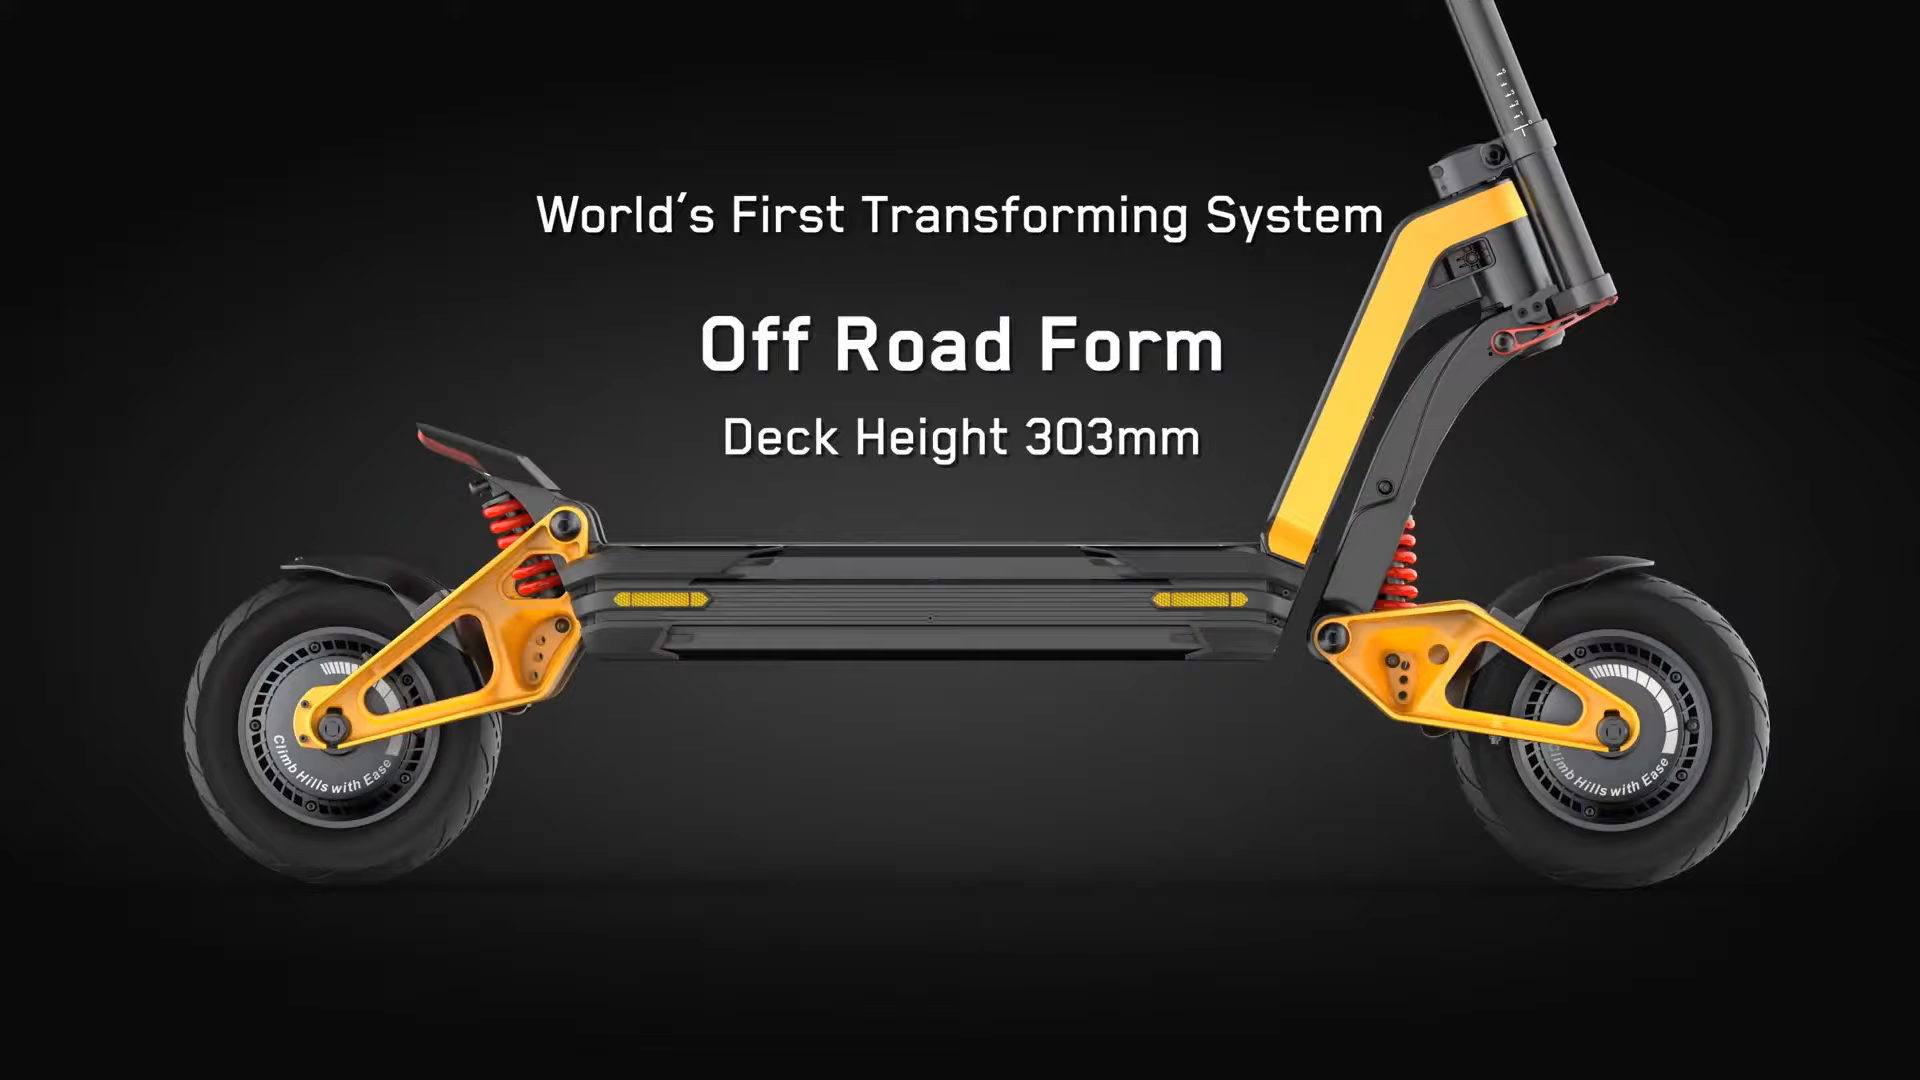 World's First Transforming System
Off Road Form
Deck Height 303mm
Climb Hills with Ease
Climb Hills with Ease